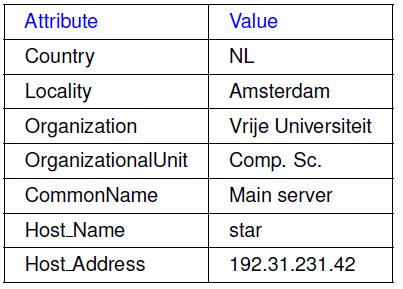 Attribute Value
Country NL
Locality Amsterdam
Organization Vrije Universiteit
OrganizationalUnit Comp. Sc.
CommonName Main server
Host_Name star
Host_Address 192.31.231.42